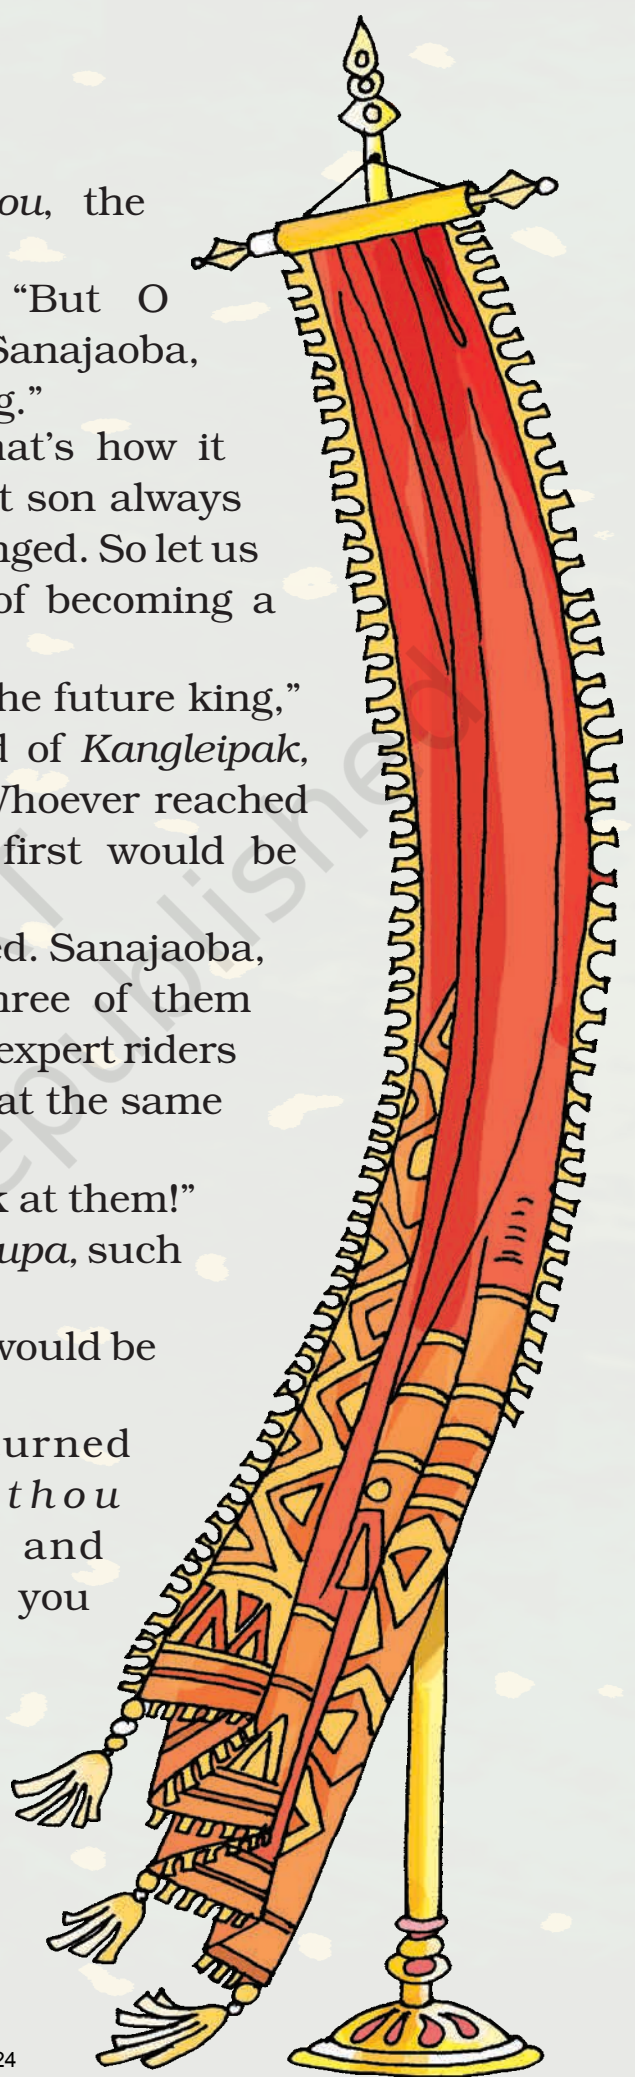 ou, the
“But O
Sanajaoba,
g.”
hat's how it
t son always
nged. So let us
of becoming a
he future king,”
d of Kangleipak,
Whoever reached
first would be
ed. Sanajaoba,
hree of them
expert riders
at the same
k at them!”
upa, such
would be
urned
thou
and
you
24
epublished